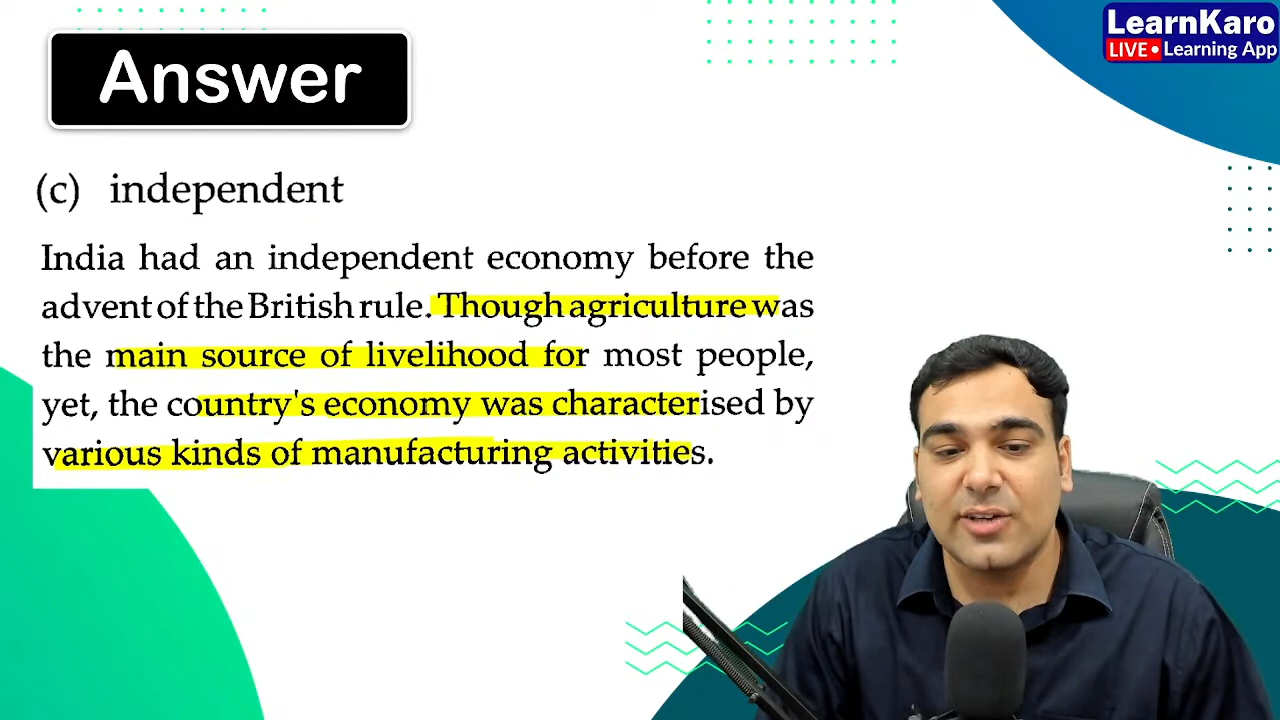 LearnKaro
LIVE • Learning App
Answer
(c) independent
India had an independent economy before the
advent of the British rule. Though agriculture was
the main source of livelihood for most people,
yet, the country's economy was characterised by
various kinds of manufacturing activities.